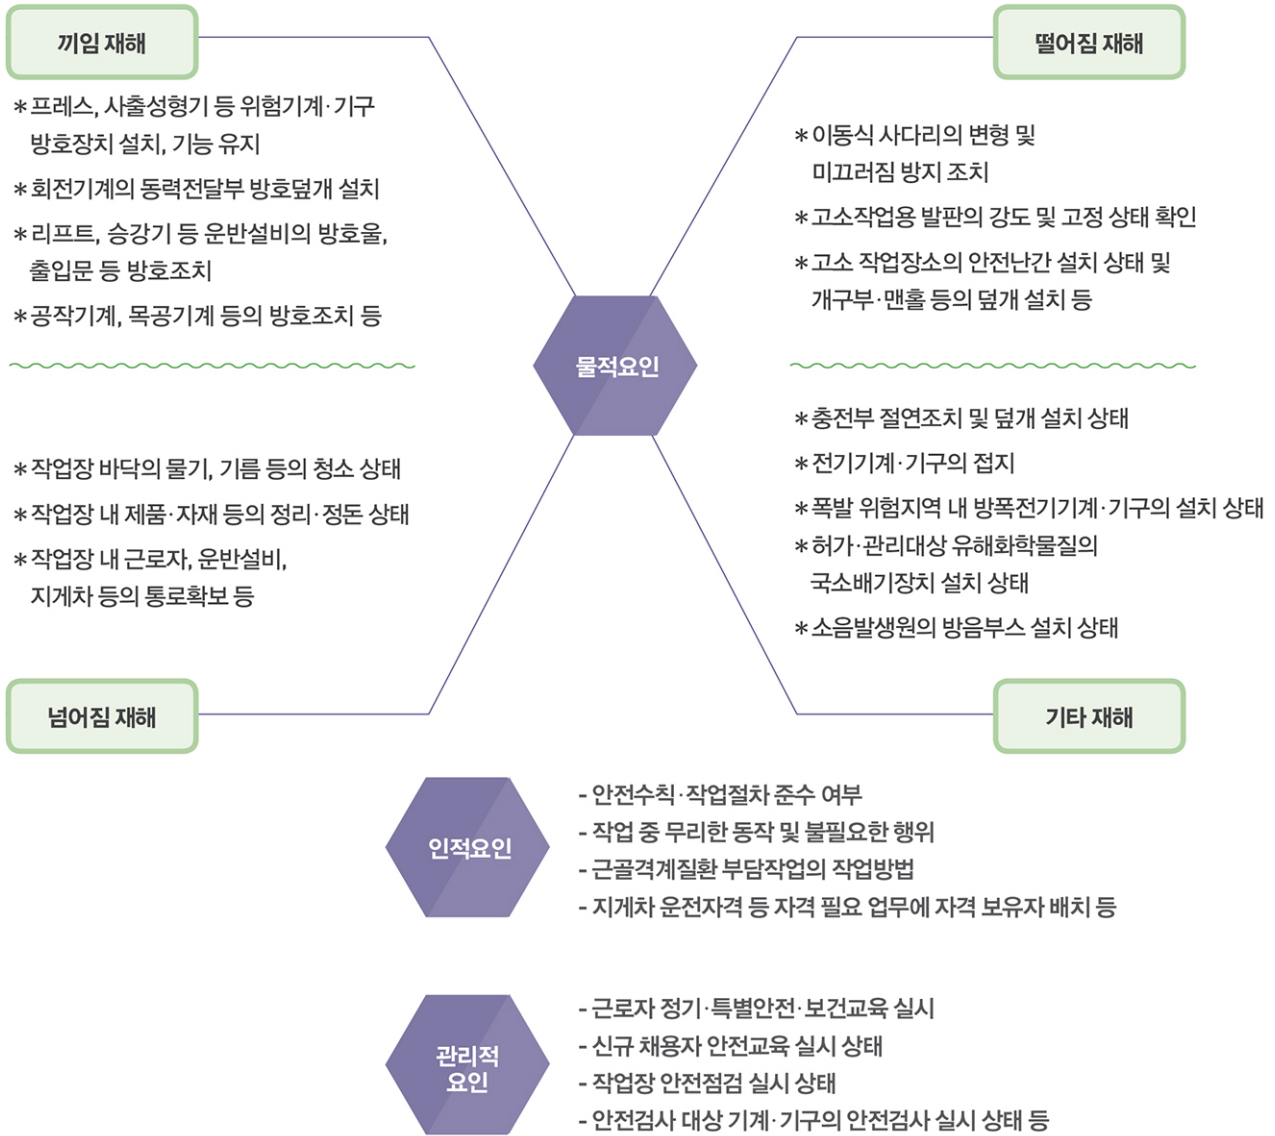 끼임 재해
* 프레스, 사출성형기 등 위험기계·기구
방호장치 설치, 기능 유지
* 회전기계의 동력전달부 방호덮개 설치
* 리프트, 승강기 등 운반설비의 방호울,
출입문 등 방호조치
* 공작기계, 목공기계 등의 방호조치 등
떨어짐 재해
* 이동식 사다리의 변형 및
미끄러짐 방지 조치
* 고소작업용 발판의 강도 및 고정 상태 확인
* 고소 작업장소의 안전난간 설치 상태 및
개구부·맨홀 등의 덮개 설치 등
물적요인
* 작업장 바닥의 물기, 기름 등의 청소 상태
* 작업장 내 제품·자재 등의 정리·정돈 상태
* 작업장 내 근로자, 운반설비,
지게차 등의 통로확보 등
넘어짐 재해
* 충전부 절연조치 및 덮개 설치 상태
* 전기기계·기구의 접지
* 폭발 위험지역 내 방폭전기기계·기구의 설치 상태
* 허가·관리대상 유해화학물질의
국소배기장치 설치 상태
* 소음발생원의 방음부스 설치 상태
기타 재해
인적요인
- 안전수칙·작업절차 준수 여부
- 작업 중 무리한 동작 및 불필요한 행위
- 근골격계질환 부담작업의 작업방법
- 지게차 운전자격 등 자격 필요 업무에 자격 보유자 배치 등
관리적
요인
- 근로자 정기·특별안전·보건교육 실시
- 신규 채용자 안전교육 실시 상태
- 작업장 안전점검 실시 상태
- 안전검사 대상 기계·기구의 안전검사 실시 상태 등